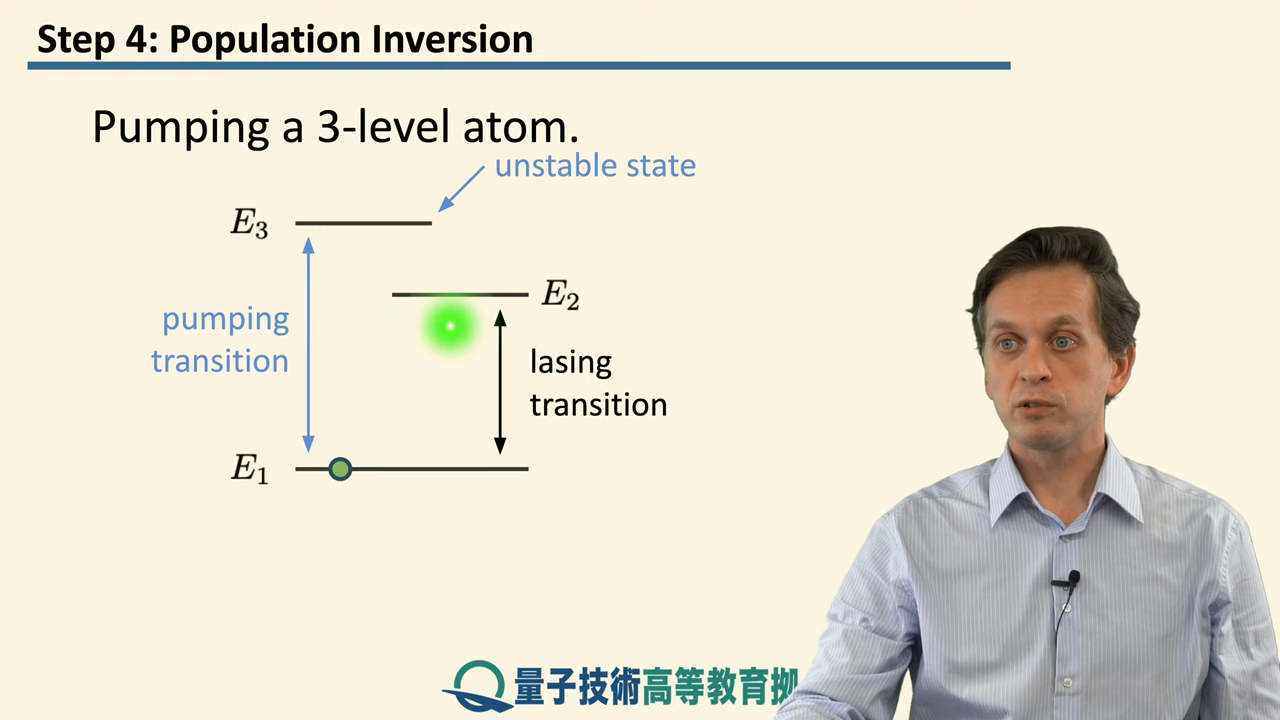 Step 4: Population Inversion
Pumping a 3-level atom.
unstable state
E3
E2
pumping
transition
lasing
transition
E1
量子技術高等教育拠